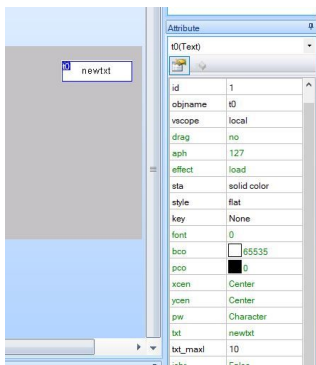 Attribute
t0(Text)
t0 newtxt
id 1
objname t0
vscope local
drag no
aph 127
effect load
sta solid color
style flat
key None
font 0
bco 65535
pco 0
xcen Center
ycen Center
pw Character
txt newtxt
txt_maxl 10